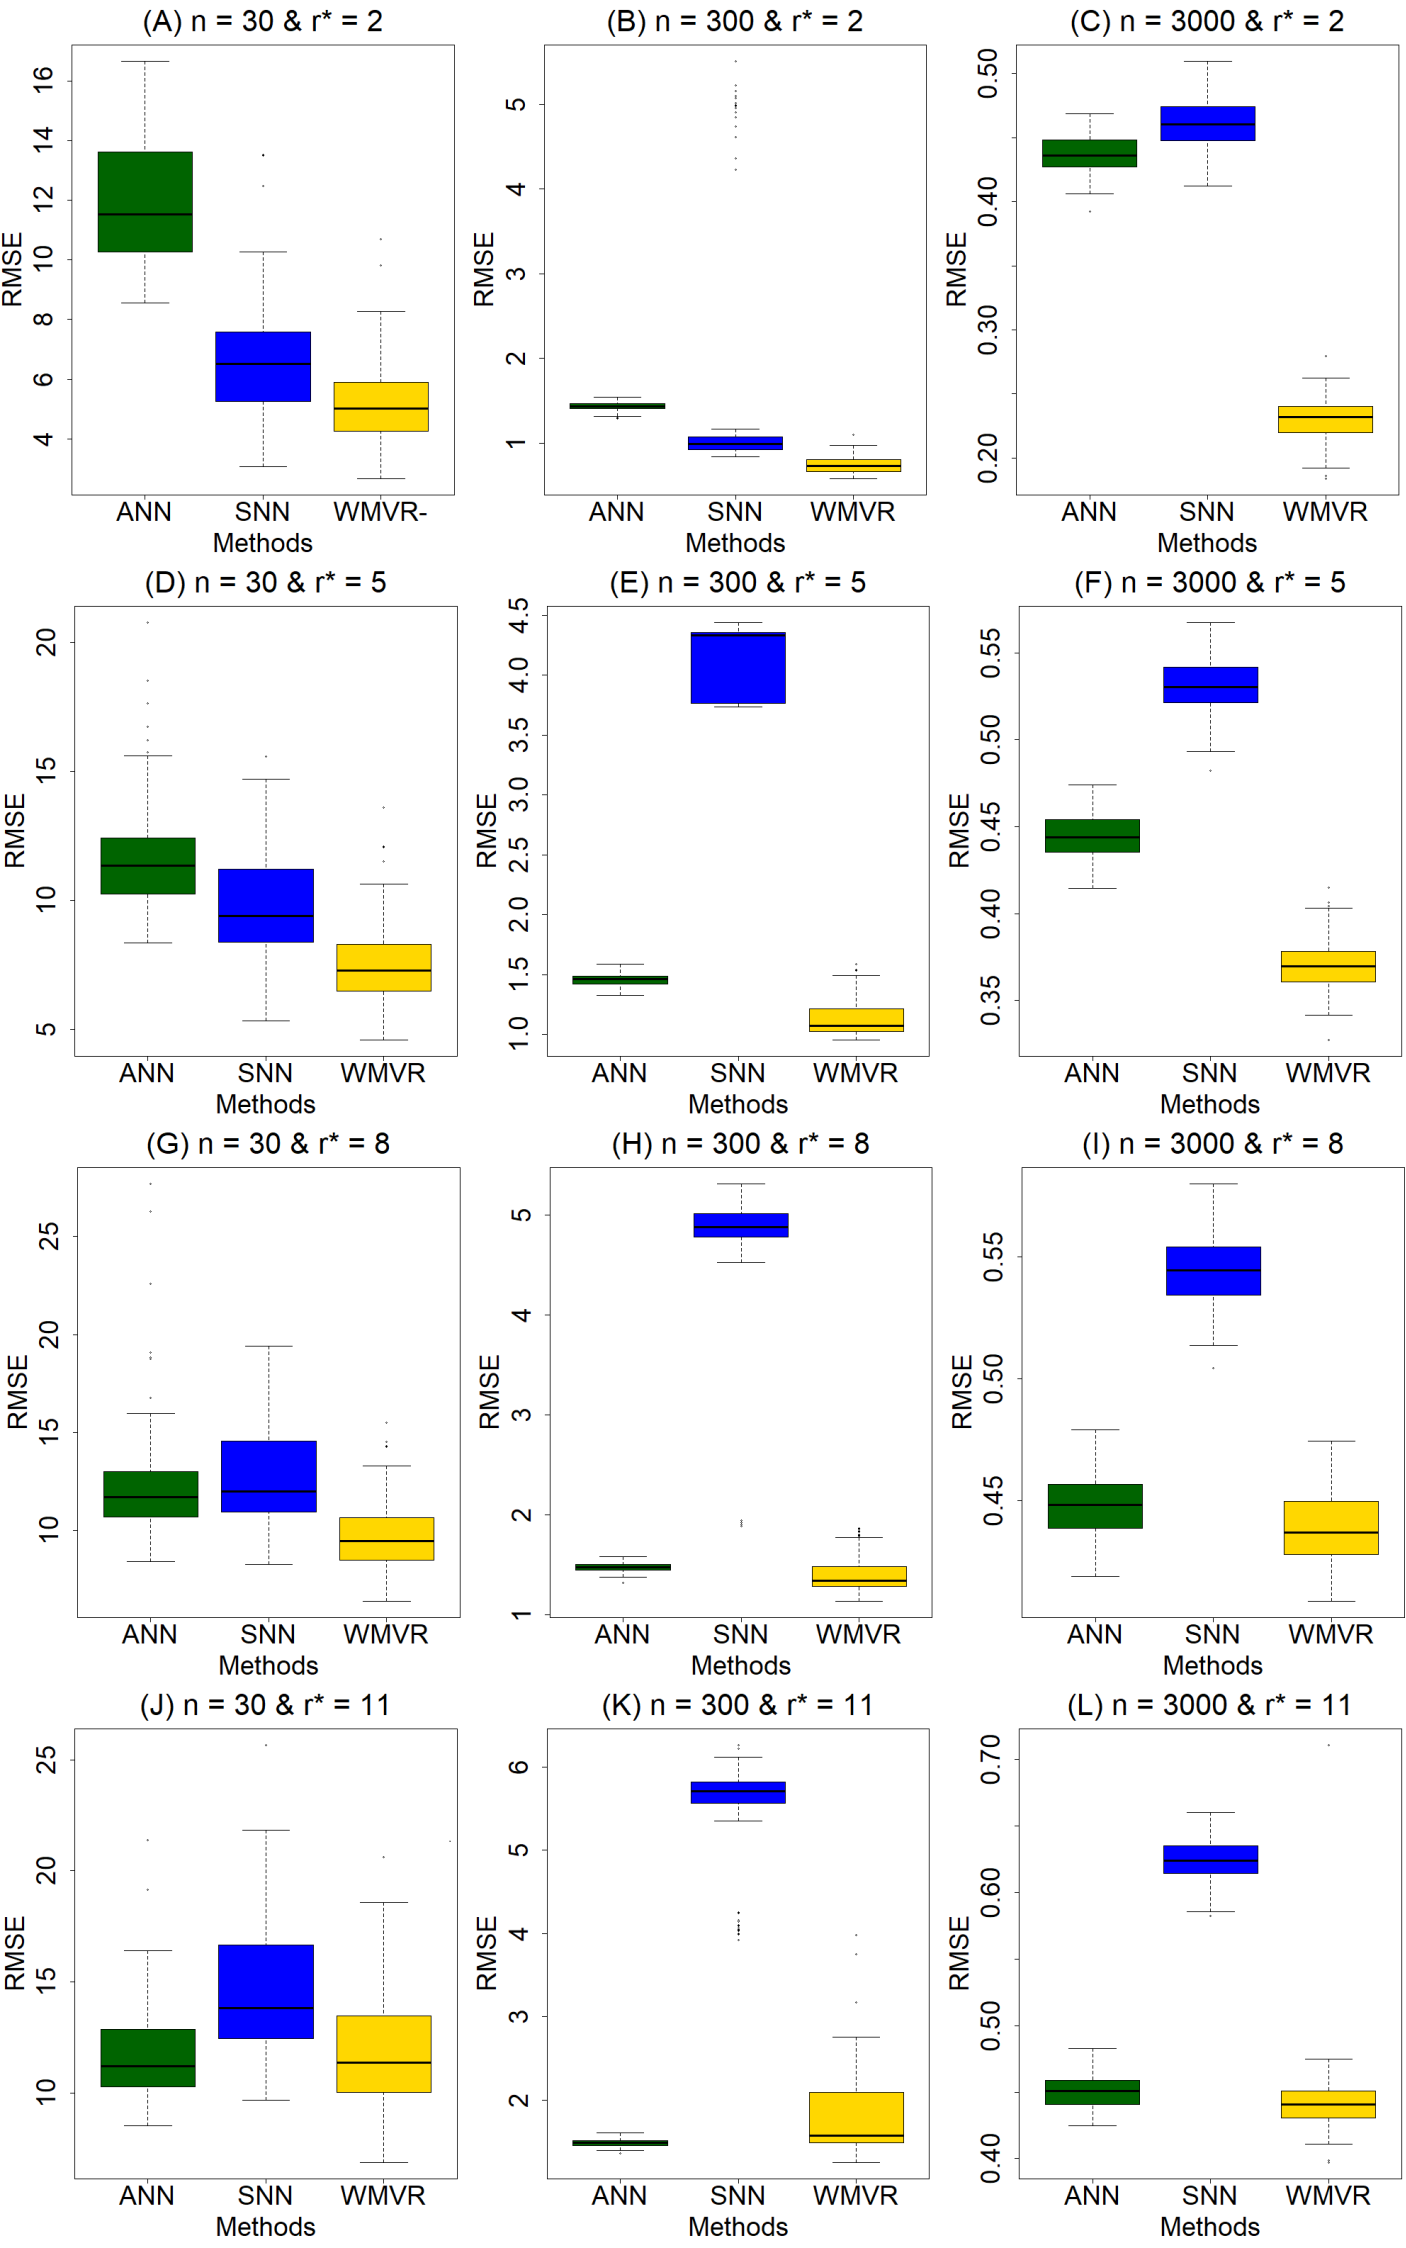 (A) n = 30 & r* = 2
RMSE
16
14
12
10
8
6
4
ANN SNN WMVR-
Methods
(B) n = 300 & r* = 2
RMSE
5
4
3
2
1
ANN SNN WMVR
Methods
(C) n = 3000 & r* = 2
RMSE
0.50
0.40
0.30
0.20
ANN SNN WMVR
Methods
(D) n = 30 & r* = 5
RMSE
20
15
10
5
ANN SNN WMVR
Methods
(E) n = 300 & r* = 5
RMSE
4.5
4.0
3.5
3.0
2.5
2.0
1.5
1.0
ANN SNN WMVR
Methods
(F) n = 3000 & r* = 5
RMSE
0.55
0.50
0.45
0.40
0.35
ANN SNN WMVR
Methods
(G) n = 30 & r* = 8
RMSE
25
20
15
10
ANN SNN WMVR
Methods
(H) n = 300 & r* = 8
RMSE
5
4
3
2
1
ANN SNN WMVR
Methods
(I) n = 3000 & r* = 8
RMSE
0.55
0.50
0.45
ANN SNN WMVR
Methods
(J) n = 30 & r* = 11
RMSE
25
20
15
10
ANN SNN WMVR
Methods
(K) n = 300 & r* = 11
RMSE
6
5
4
3
2
ANN SNN WMVR
Methods
(L) n = 3000 & r* = 11
RMSE
0.70
0.60
0.50
0.40
ANN SNN WMVR
Methods